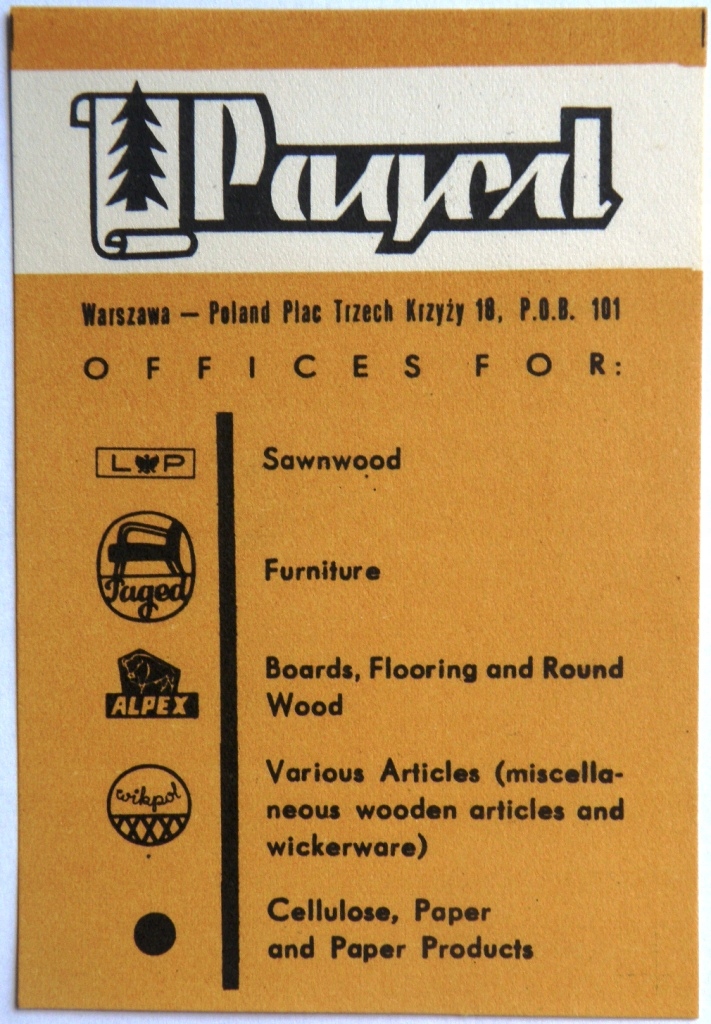 Paged
Warszawa — Poland Plac Trzech Krzyży 18, P.O.B. 101
OFFICES FOR:
LP
Sawnwood
Paged
Furniture
ALPEX
Boards, Flooring and Round
Wood
wikpol
Various Articles (miscella-
neous wooden articles and
wickerware)
Cellulose, Paper
and Paper Products